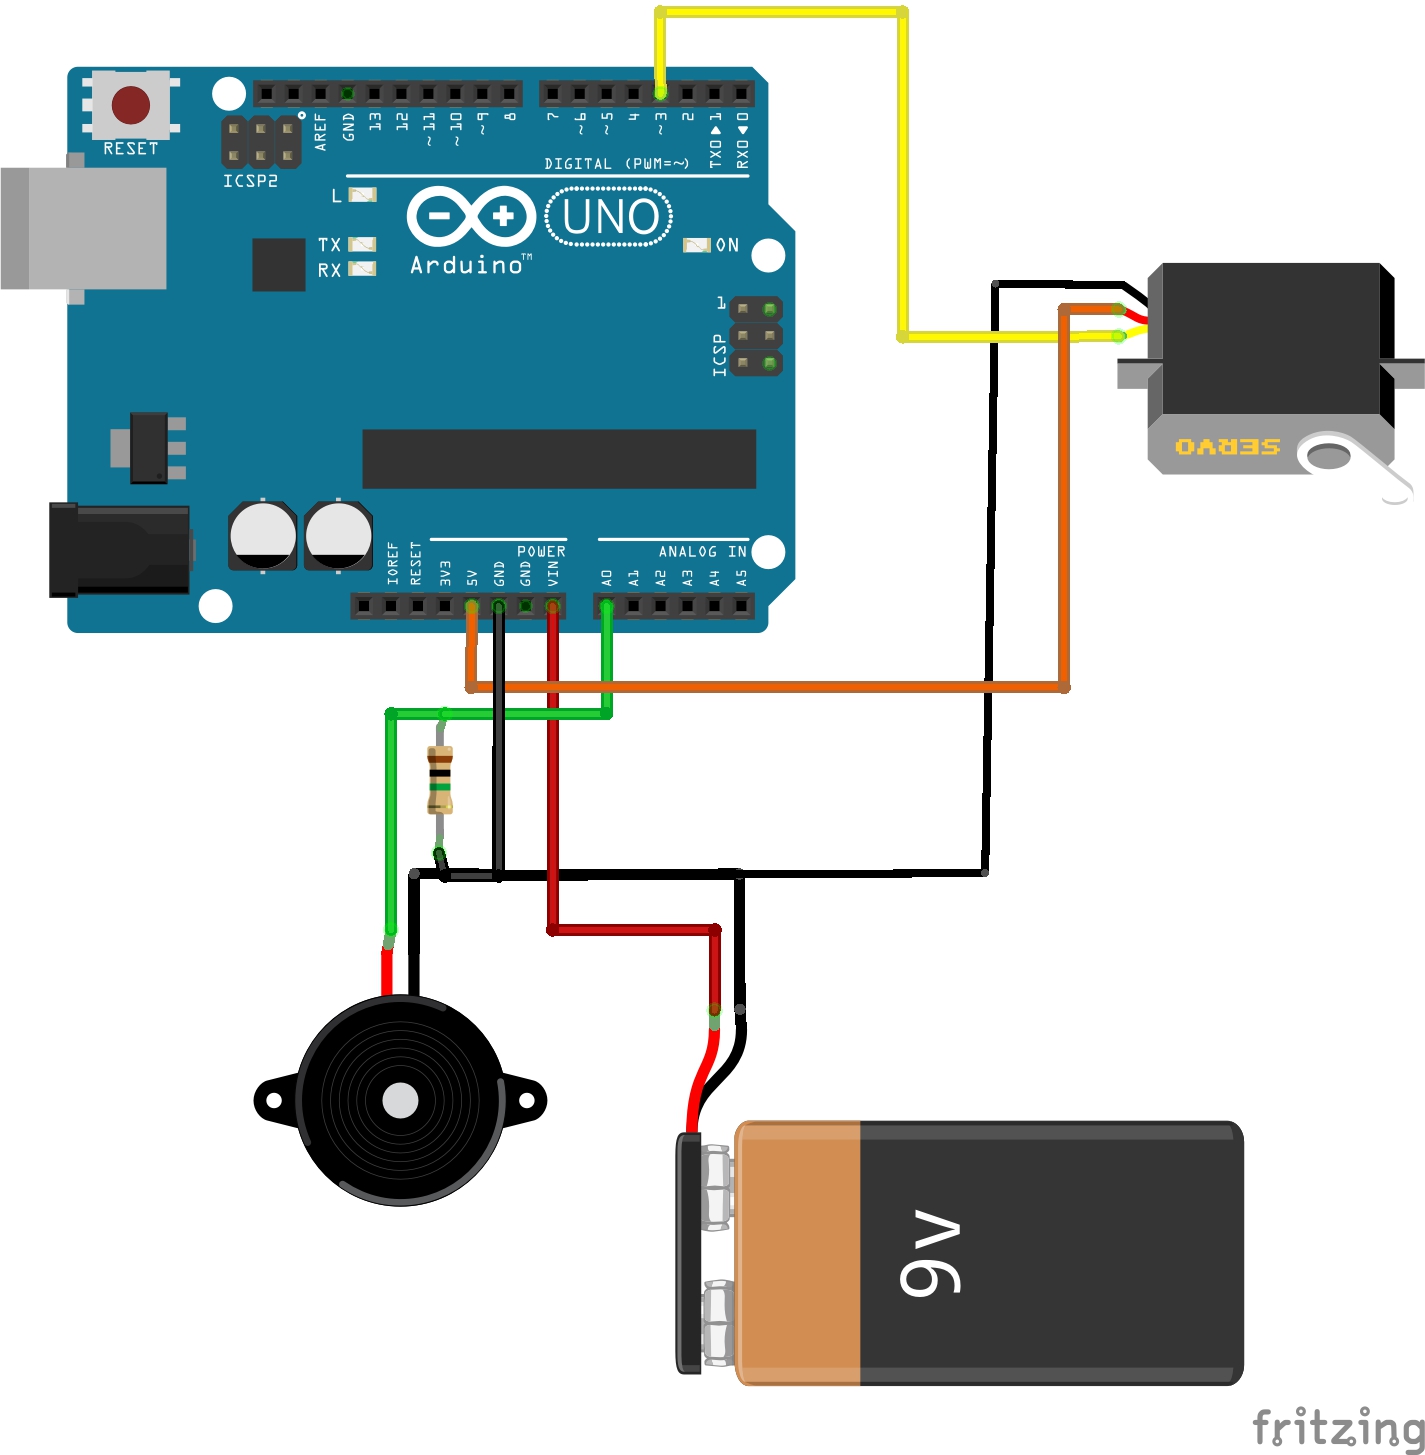 RESET
ICSP2
AREF
GND
13
12
~11
~10
~9
8
7
~6
~5
4
~3
2
TX0▶1
RX0◀0
DIGITAL (PWM=~)
L
TX
RX
UNO
ON
Arduino™
1
ICSP
SERVO
POWER
ANALOG IN
IOREF
RESET
3V3
5V
GND
GND
VIN
A0
A1
A2
A3
A4
A5
9v
fritzing